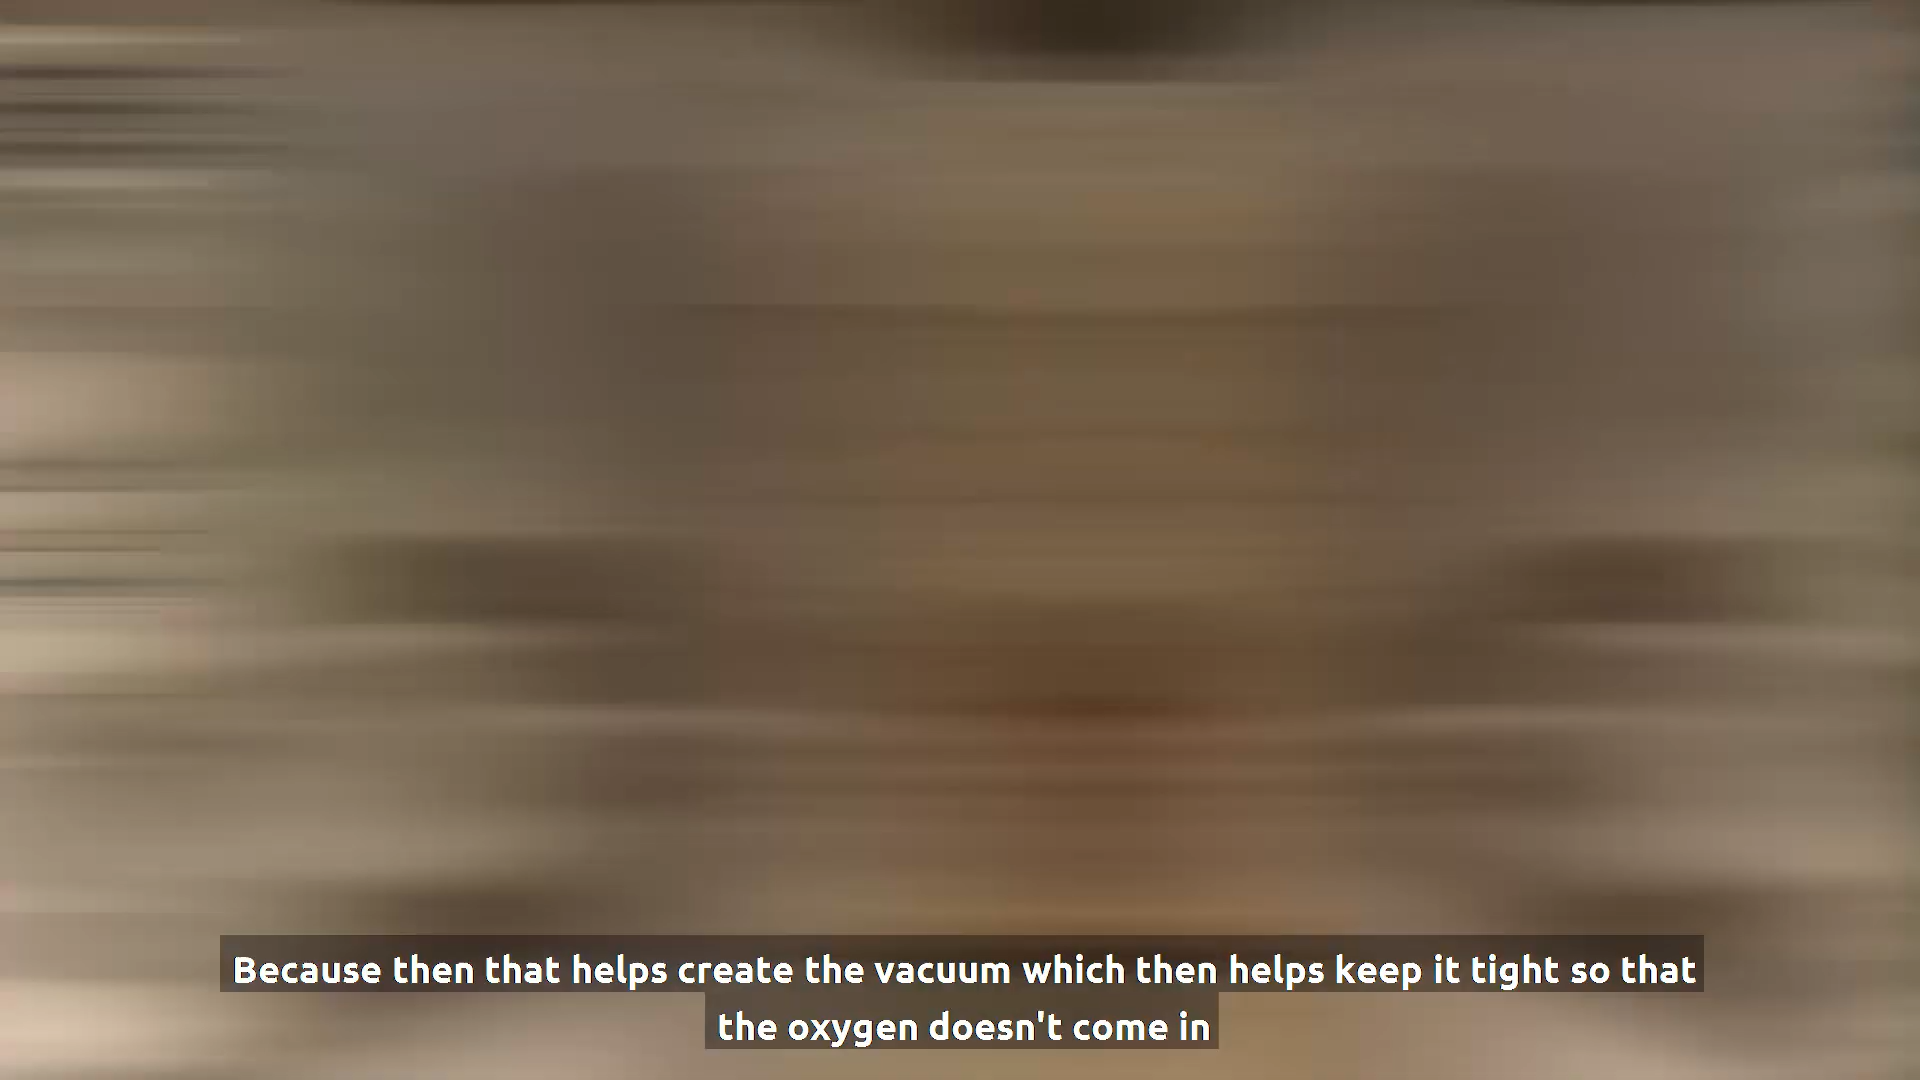 Because then that helps create the vacuum which then helps keep it tight so that
the oxygen doesn't come in